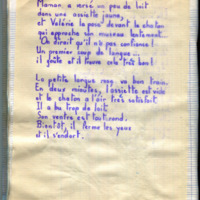 Maman a versé un peu de lait
dans une assiette jaune,
et Valérie la pose devant le chaton
qui approche un museau tentant.
On dirait qu'il n'a pas confiance !
Un premier coup de langue ...
il goûte et il trouve cela très bon !
La petite langue rose va bon train.
En deux minutes, l'assiette est vide
et le chaton a l'air très satisfait
Il a bu trop de lait
Son ventre est tout rond.
Bientôt, il ferme les yeux
et il s'endort.